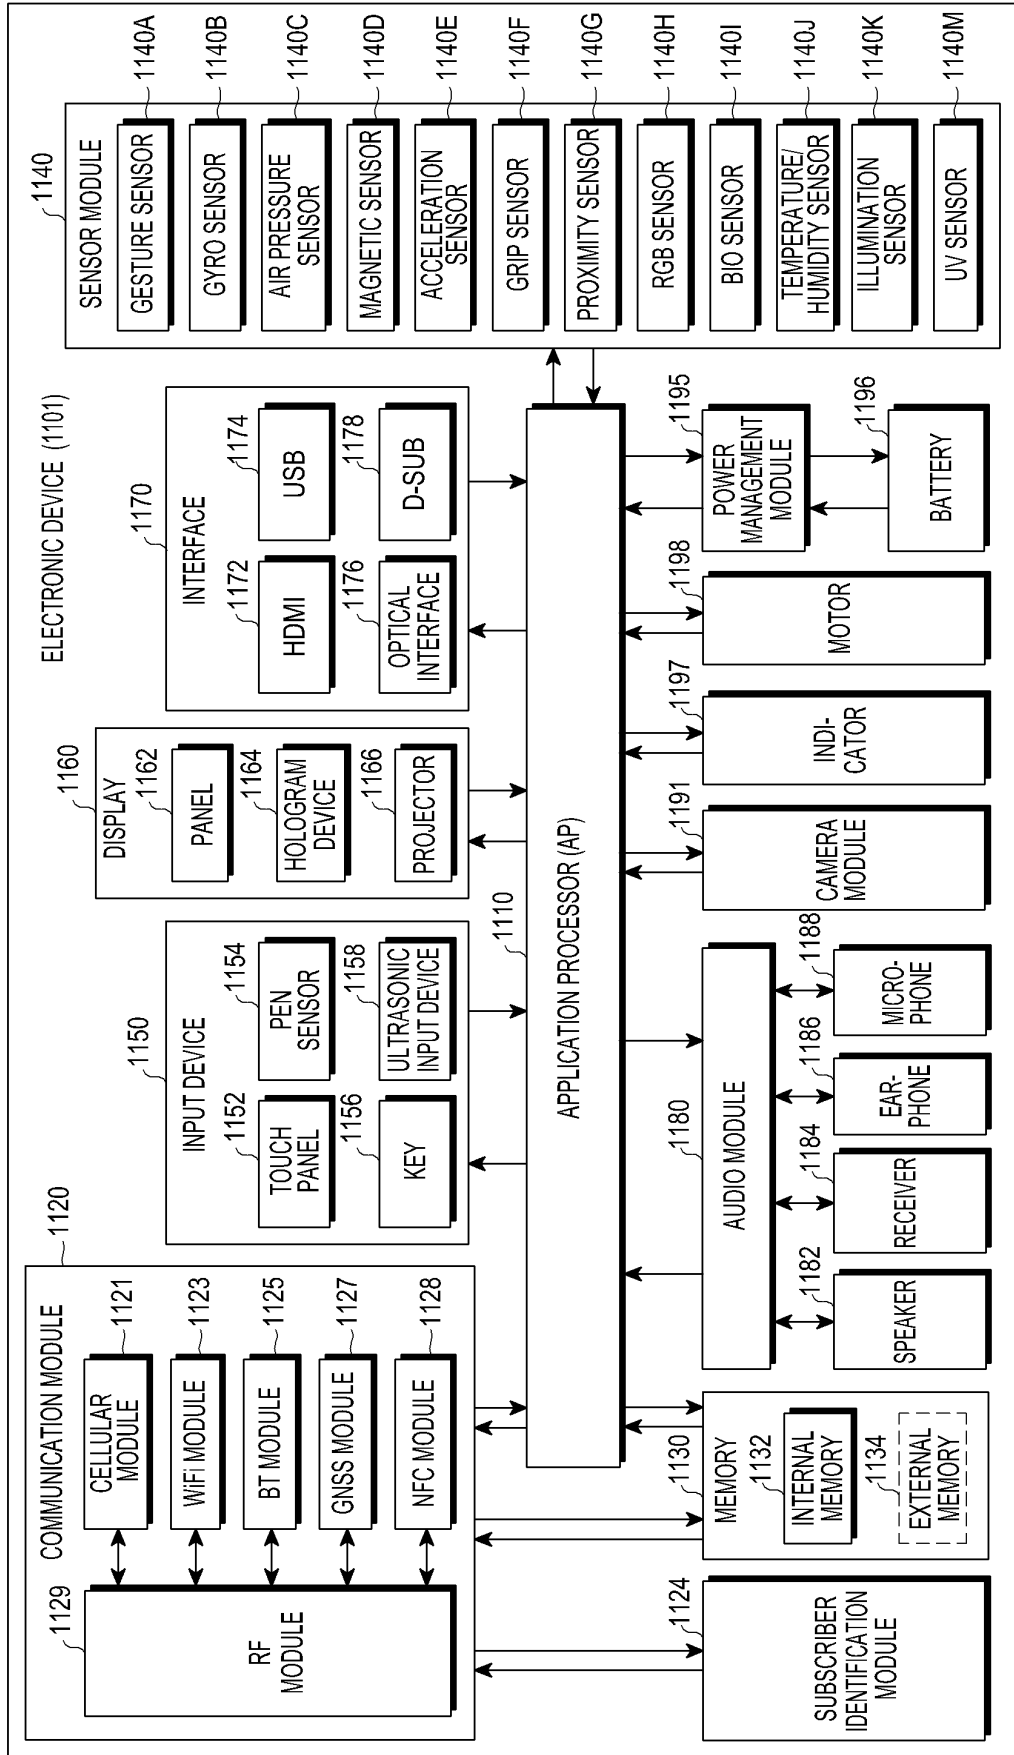 ELECTRONIC DEVICE (1101)
1120
COMMUNICATION MODULE
1129
RF
MODULE
CELLULAR
MODULE
1121
WiFi MODULE
1123
BT MODULE
1125
GNSS MODULE
1127
NFC MODULE
1128
1150
INPUT DEVICE
1152
TOUCH
PANEL
1154
PEN
SENSOR
1156
KEY
1158
ULTRASONIC
INPUT DEVICE
1160
DISPLAY
1162
PANEL
1164
HOLOGRAM
DEVICE
1166
PROJECTOR
1170
INTERFACE
1172
HDMI
1174
USB
1176
OPTICAL
INTERFACE
1178
D-SUB
1140
SENSOR MODULE
GESTURE SENSOR
1140A
GYRO SENSOR
1140B
AIR PRESSURE
SENSOR
1140C
MAGNETIC SENSOR
1140D
ACCELERATION
SENSOR
1140E
GRIP SENSOR
1140F
PROXIMITY SENSOR
1140G
RGB SENSOR
1140H
BIO SENSOR
1140I
TEMPERATURE/
HUMIDITY SENSOR
1140J
ILLUMINATION
SENSOR
1140K
UV SENSOR
1140M
1110
APPLICATION PROCESSOR (AP)
1124
SUBSCRIBER
IDENTIFICATION
MODULE
1130
MEMORY
1132
INTERNAL
MEMORY
1134
EXTERNAL
MEMORY
1180
AUDIO MODULE
1182
SPEAKER
1184
RECEIVER
1186
EAR-
PHONE
1188
MICRO-
PHONE
1191
CAMERA
MODULE
1197
INDI-
CATOR
1198
MOTOR
1195
POWER
MANAGEMENT
MODULE
1196
BATTERY